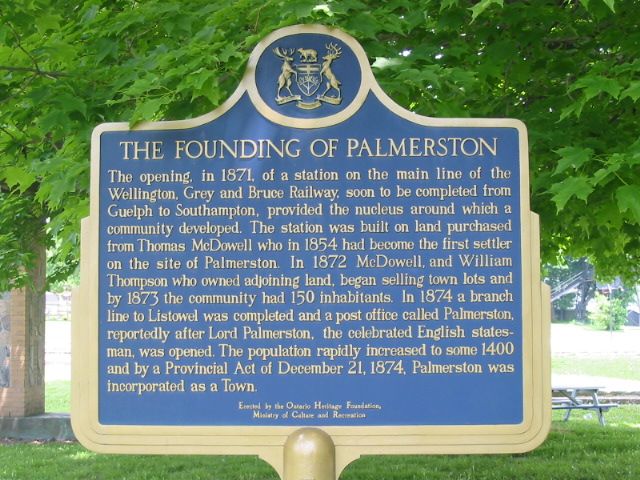 THE FOUNDING OF PALMERSTON
The opening, in 1871, of a station on the main line of the
Wellington, Grey and Bruce Railway, soon to be completed from
Guelph to Southampton, provided the nucleus around which a
community developed. The station was built on land purchased
from Thomas McDowell who in 1854 had become the first settler
on the site of Palmerston. In 1872 McDowell, and William
Thompson who owned adjoining land, began selling town lots and
by 1873 the community had 150 inhabitants. In 1874 a branch
line to Listowel was completed and a post office called Palmerston,
reportedly after Lord Palmerston, the celebrated English states-
man, was opened. The population rapidly increased to some 1400
and by a Provincial Act of December 21, 1874, Palmerston was
incorporated as a Town.
Erected by the Ontario Heritage Foundation,
Ministry of Culture and Recreation